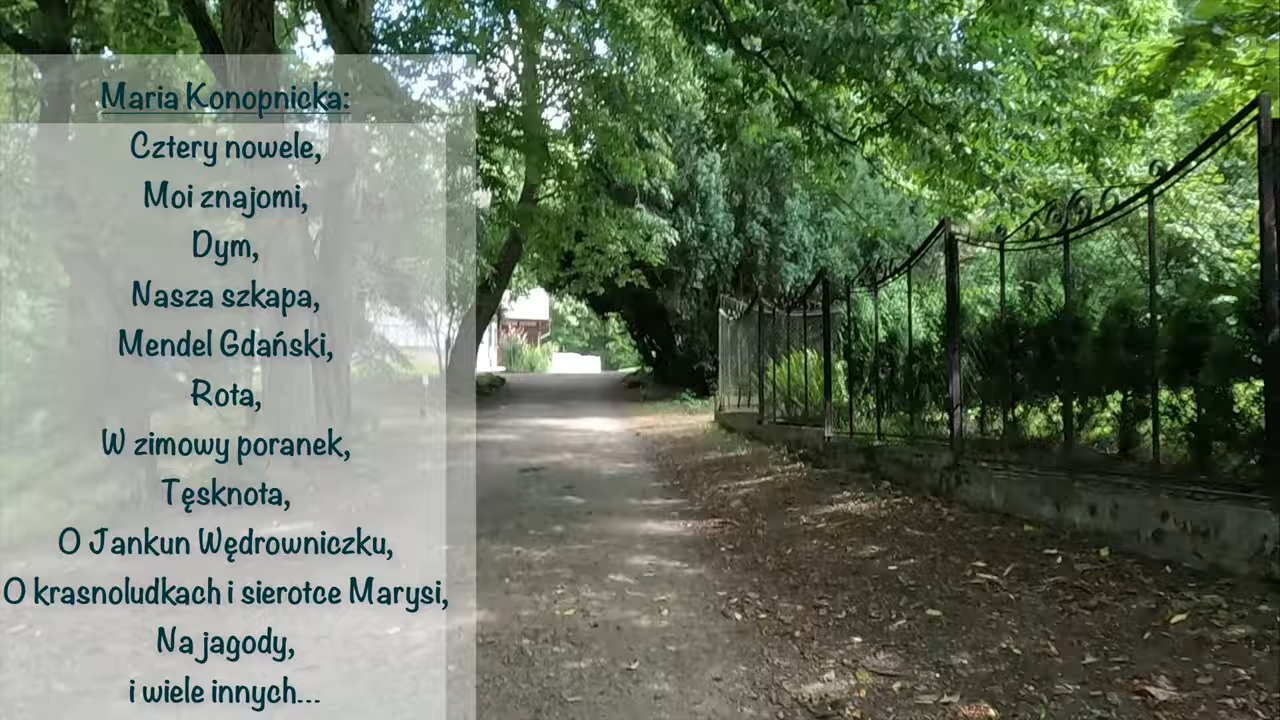 Maria Konopnicka:
Cztery nowele,
Moi znajomi,
Dym,
Nasza szkapa,
Mendel Gdański,
Rota,
W zimowy poranek,
Tęsknota,
O Jankun Wędrowniczku,
O krasnoludkach i sierotce Marysi,
Na jagody,
i wiele innych...